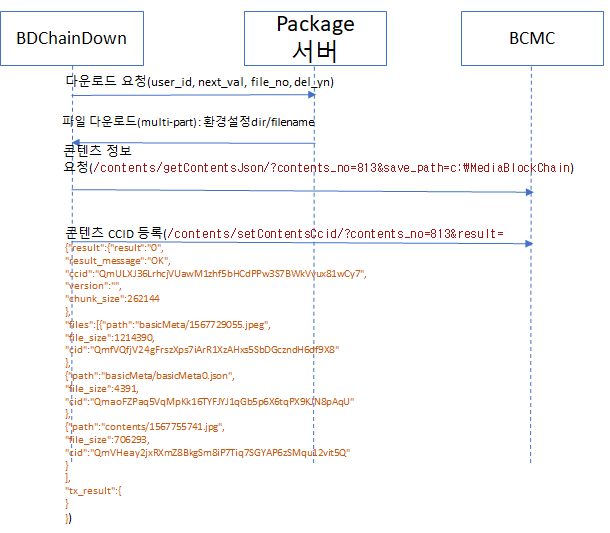 BDChainDown
Package
서버
BCMC
다운로드 요청(user_id, next_val, file_no, del_yn)
파일 다운로드(multi-part): 환경설정dir/filename
콘텐츠 정보
요청(/contents/getContentsJson/?contents_no=813&save_path=c:\MediaBlockChain)
콘텐츠 CCID 등록(/contents/setContentsCcid/?contents_no=813&result=
{"result":{"result":"0",
"result_message":"OK",
"ccid":"QmULXJ36LrhcjVUawM1zhf5bHCdPPw3S7BWkVyux81wCy7",
"version":"",
"chunk_size":262144
},
"files":[{"path":"basicMeta/1567729055.jpeg",
"file_size":1214390,
"cid":"QmfVQfjV24gFrszXps7iArR1XzAHxs5SbDGczndH6df9X8"
},
{"path":"basicMeta/basicMeta0.json",
"file_size":4391,
"cid":"QmaoFZPaq5VqMpKk16TYFJYJ1qGb5p6X6tqPX9KJN8pAqU"
},
{"path":"contents/1567755741.jpg",
"file_size":706293,
"cid":"QmVHeay2jxRXmZ8BkgSm8iP7Tiq7SGYAP6zSMqui12vit5Q"
}
],
"tx_result":{
}
})